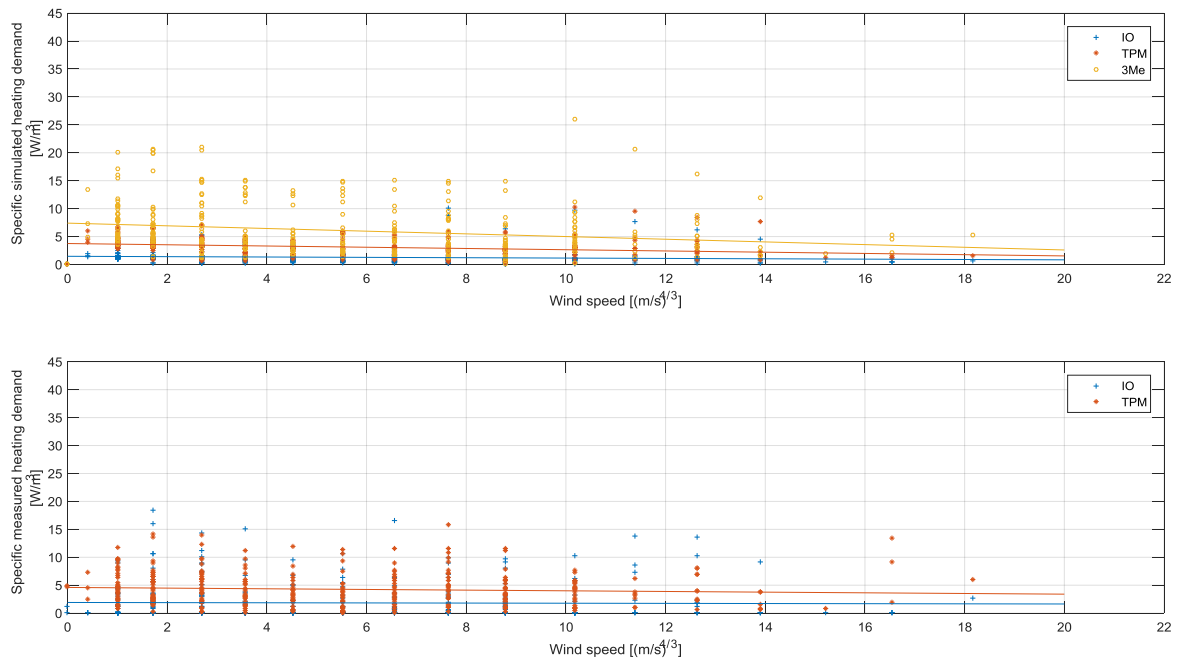 Specific simulated heating demand
[W/m³]
45
40
35
30
25
20
15
10
5
0
IO
TPM
3Me
0 2 4 6 8 10 12 14 16 18 20 22
Wind speed [(m/s)^4/3]
Specific measured heating demand
[W/m³]
45
40
35
30
25
20
15
10
5
0
IO
TPM
0 2 4 6 8 10 12 14 16 18 20 22
Wind speed [(m/s)^4/3]